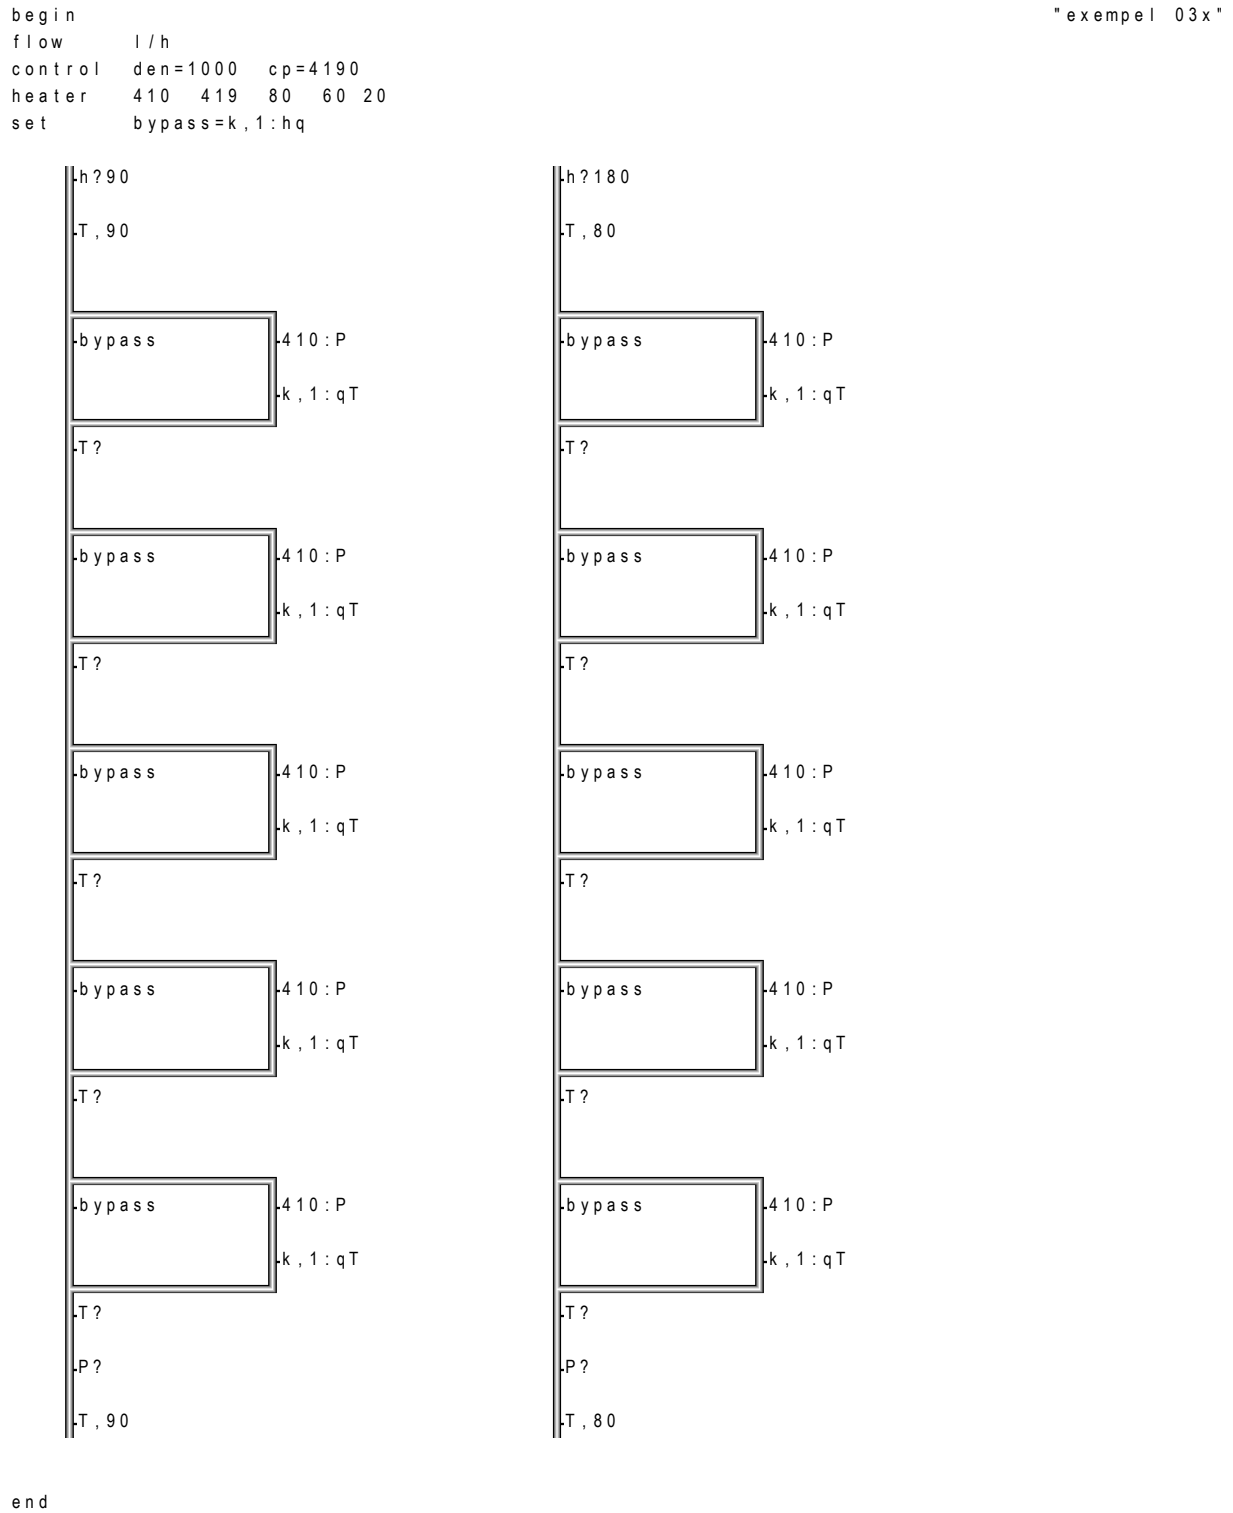 begin "exempel 03x"
flow l/h
control den=1000 cp=4190
heater 410 419 80 60 20
set bypass=k,1:hq
h?90 h?180
T,90 T,80
bypass 410:P bypass 410:P
k,1:qT k,1:qT
T? T?
bypass 410:P bypass 410:P
k,1:qT k,1:qT
T? T?
bypass 410:P bypass 410:P
k,1:qT k,1:qT
T? T?
bypass 410:P bypass 410:P
k,1:qT k,1:qT
T? T?
bypass 410:P bypass 410:P
k,1:qT k,1:qT
T? T?
P? P?
T,90 T,80
end